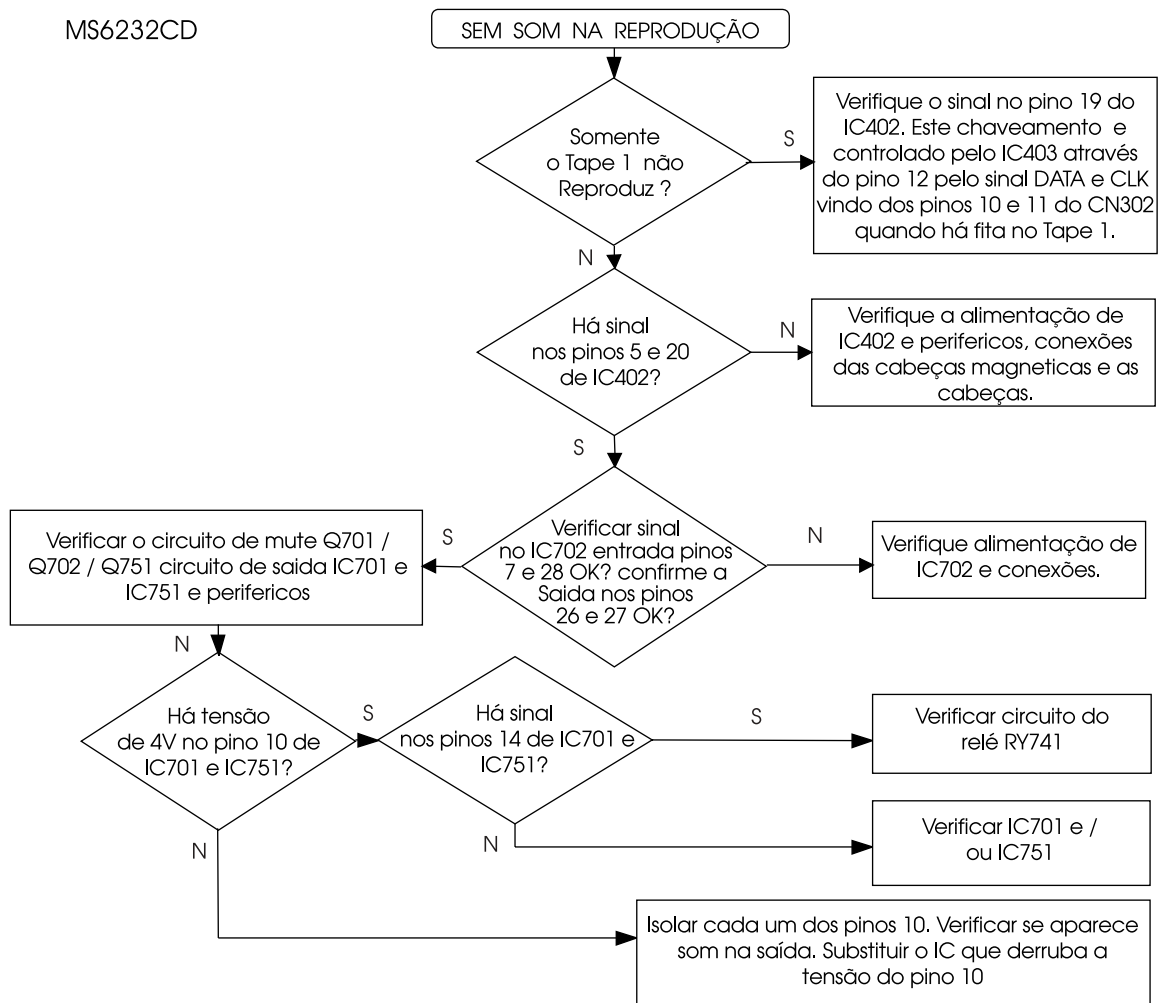 MS6232CD
SEM SOM NA REPRODUÇÃO
Somente
o Tape 1 não
Reproduz ?
S
Verifique o sinal no pino 19 do
IC402. Este chaveamento e
controlado pelo IC403 através
do pino 12 pelo sinal DATA e CLK
vindo dos pinos 10 e 11 do CN302
quando há fita no Tape 1.
N
Há sinal
nos pinos 5 e 20
de IC402?
N
Verifique a alimentação de
IC402 e perifericos, conexões
das cabeças magneticas e as
cabeças.
S
Verificar sinal
no IC702 entrada pinos
7 e 28 OK? confirme a
Saida nos pinos
26 e 27 OK?
N
Verifique alimentação de
IC702 e conexões.
S
Verificar o circuito de mute Q701 /
Q702 / Q751 circuito de saida IC701 e
IC751 e perifericos
N
Há tensão
de 4V no pino 10 de
IC701 e IC751?
S
Há sinal
nos pinos 14 de IC701 e
IC751?
S
Verificar circuito do
relé RY741
N
Verificar IC701 e /
ou IC751
N
Isolar cada um dos pinos 10. Verificar se aparece
som na saída. Substituir o IC que derruba a
tensão do pino 10